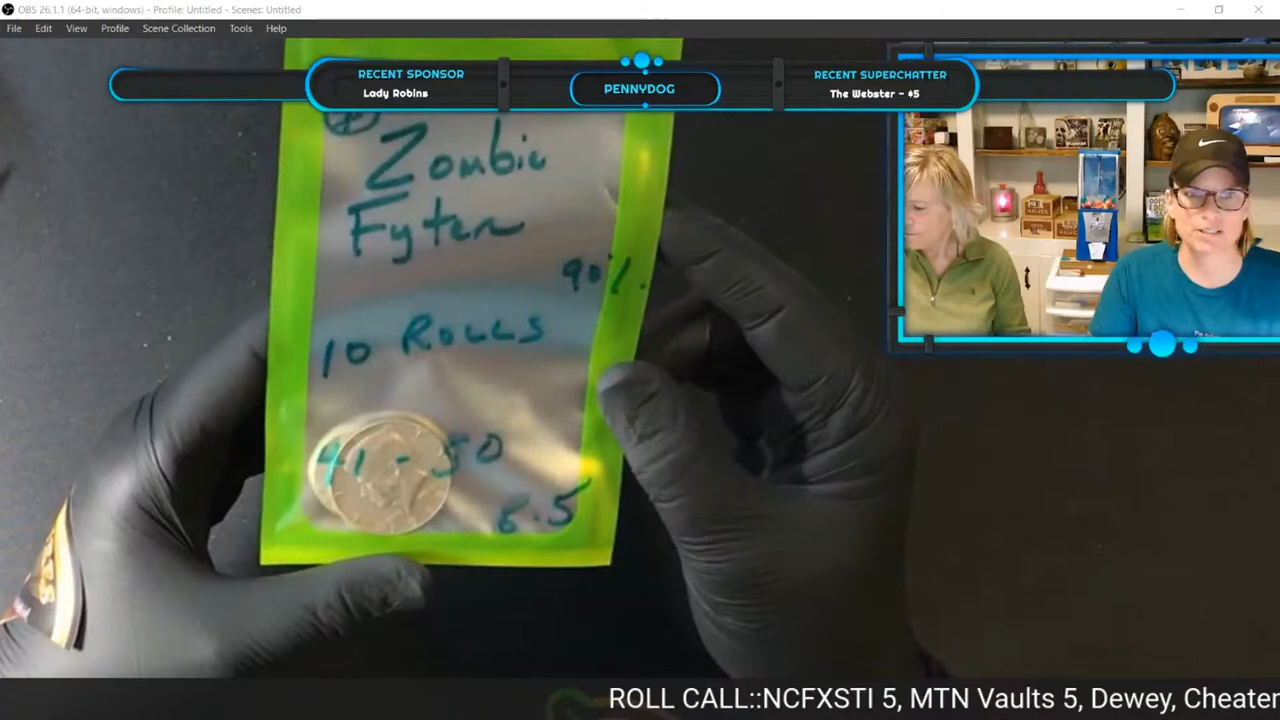 OBS 26.1.1 (64-bit, windows) - Profile: Untitled - Scenes: Untitled
File Edit View Profile Scene Collection Tools Help
RECENT SPONSOR
Lady Robins
PENNYDOG
RECENT SUPERCHATTER
The Webster - $5
Zombie
Fyter
90%.
10 ROLLS
41-50
ROLL CALL::NCFXSTI 5, MTN Vaults 5, Dewey, Cheater